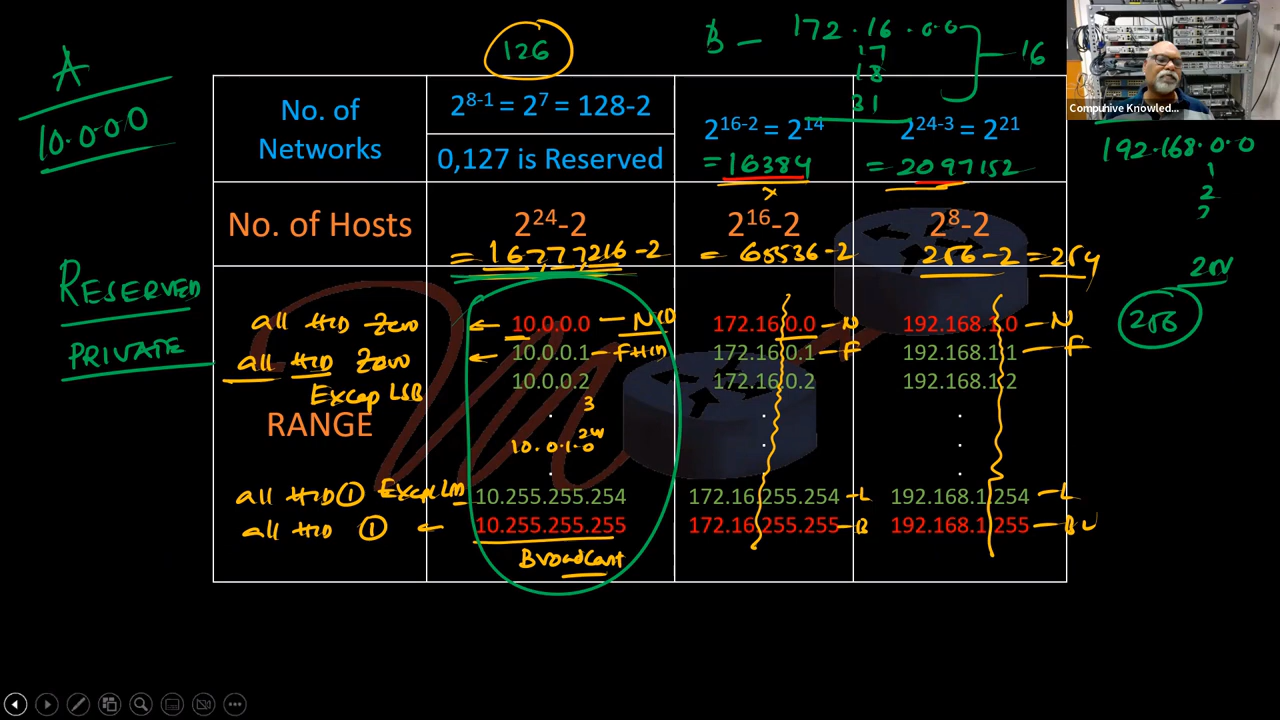 A
10.0.0.0
126
B - 172.16.0.0
17
18
31
16
Compuhive Knowled...
No. of Networks
2^8-1 = 2^7 = 128-2
0,127 is Reserved
2^16-2 = 2^14
= 16384
x
2^24-3 = 2^21
= 2097152
192.168.0.0
1
2
No. of Hosts
2^24-2
= 16,777,216-2
2^16-2
= 65536-2
2^8-2
256-2 = 254
256
RESERVED
PRIVATE
RANGE
all HID Zero ← 10.0.0.0 - NID
all HID Zero ← 10.0.0.1 - FHID
Excep LSB
10.0.0.2
3
.
10.0.1.0
.
all HID 1 Excep LSB 10.255.255.254
all HID 1 ← 10.255.255.255
Broadcast
172.16.0.0 - N
172.16.0.1 - F
172.16.0.2
.
.
.
172.16.255.254 - L
172.16.255.255 - B
192.168.1.0 - N
192.168.1.1 - F
192.168.1.2
.
.
.
192.168.1.254 - L
192.168.1.255 - B